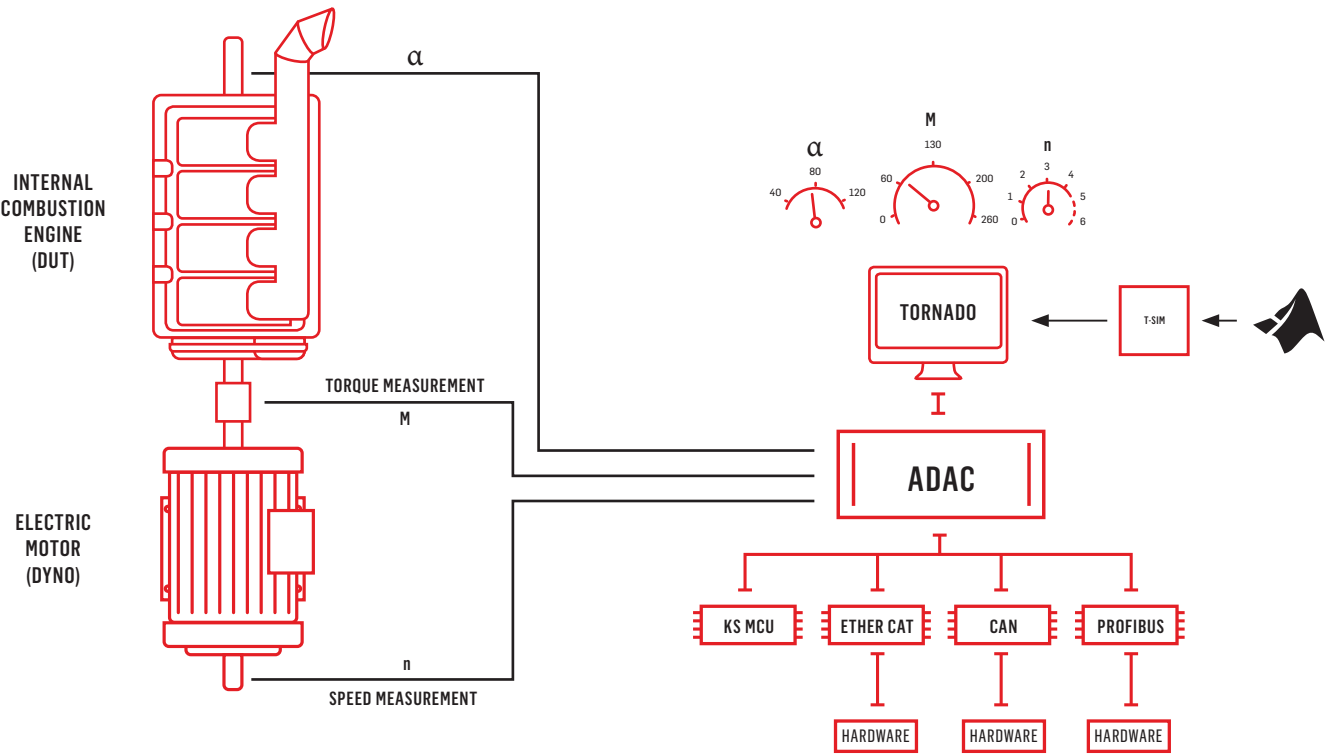 α
INTERNAL
COMBUSTION
ENGINE
(DUT)
TORQUE MEASUREMENT
M
ELECTRIC
MOTOR
(DYNO)
n
SPEED MEASUREMENT
α
40
80
120
M
0
60
130
200
260
n
0
1
2
3
4
5
6
TORNADO
T-SIM
ADAC
KS MCU
ETHER CAT
CAN
PROFIBUS
HARDWARE
HARDWARE
HARDWARE